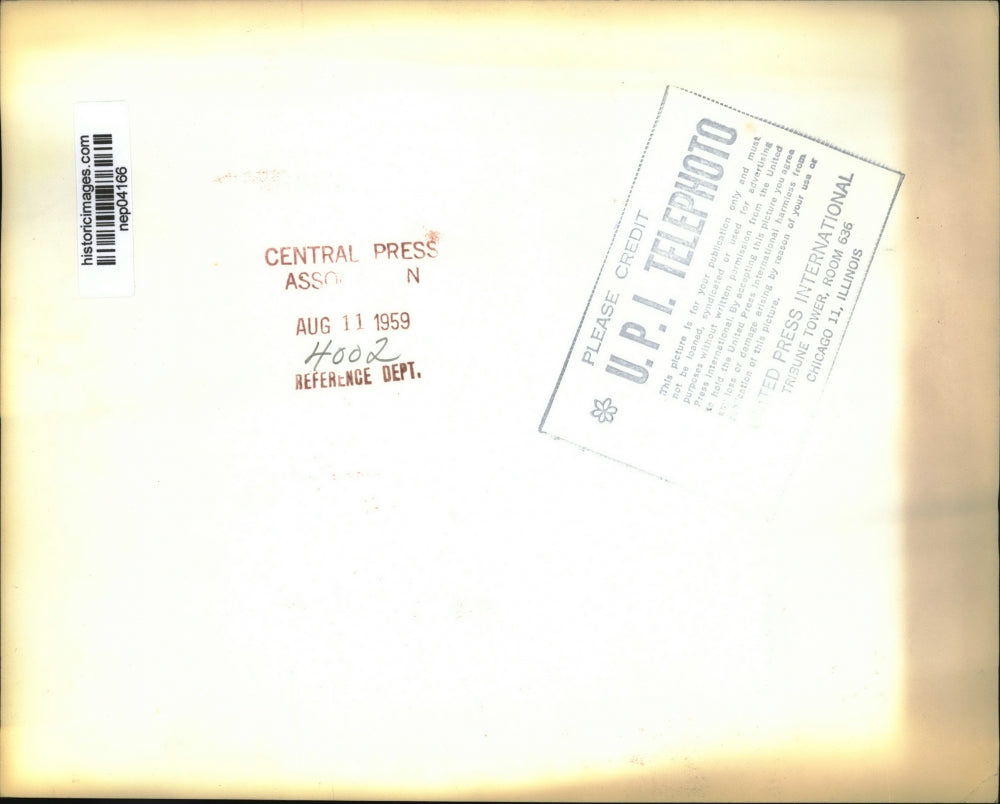 historicimages.com
nep04166
CENTRAL PRESS
ASSO N
AUG 11 1959
4002
REFERENCE DEPT.
PLEASE CREDIT
U. P. I. TELEPHOTO
This picture is for your publication only and must
not be loaned, syndicated or used for advertising
purposes without written permission from the United
Press International. By accepting this picture you agree
to hold the United Press International harmless from
loss or damage arising by reason of your use or
of this picture.
PRESS INTERNATIONAL
TRIBUNE TOWER, ROOM 636
CHICAGO 11, ILLINOIS